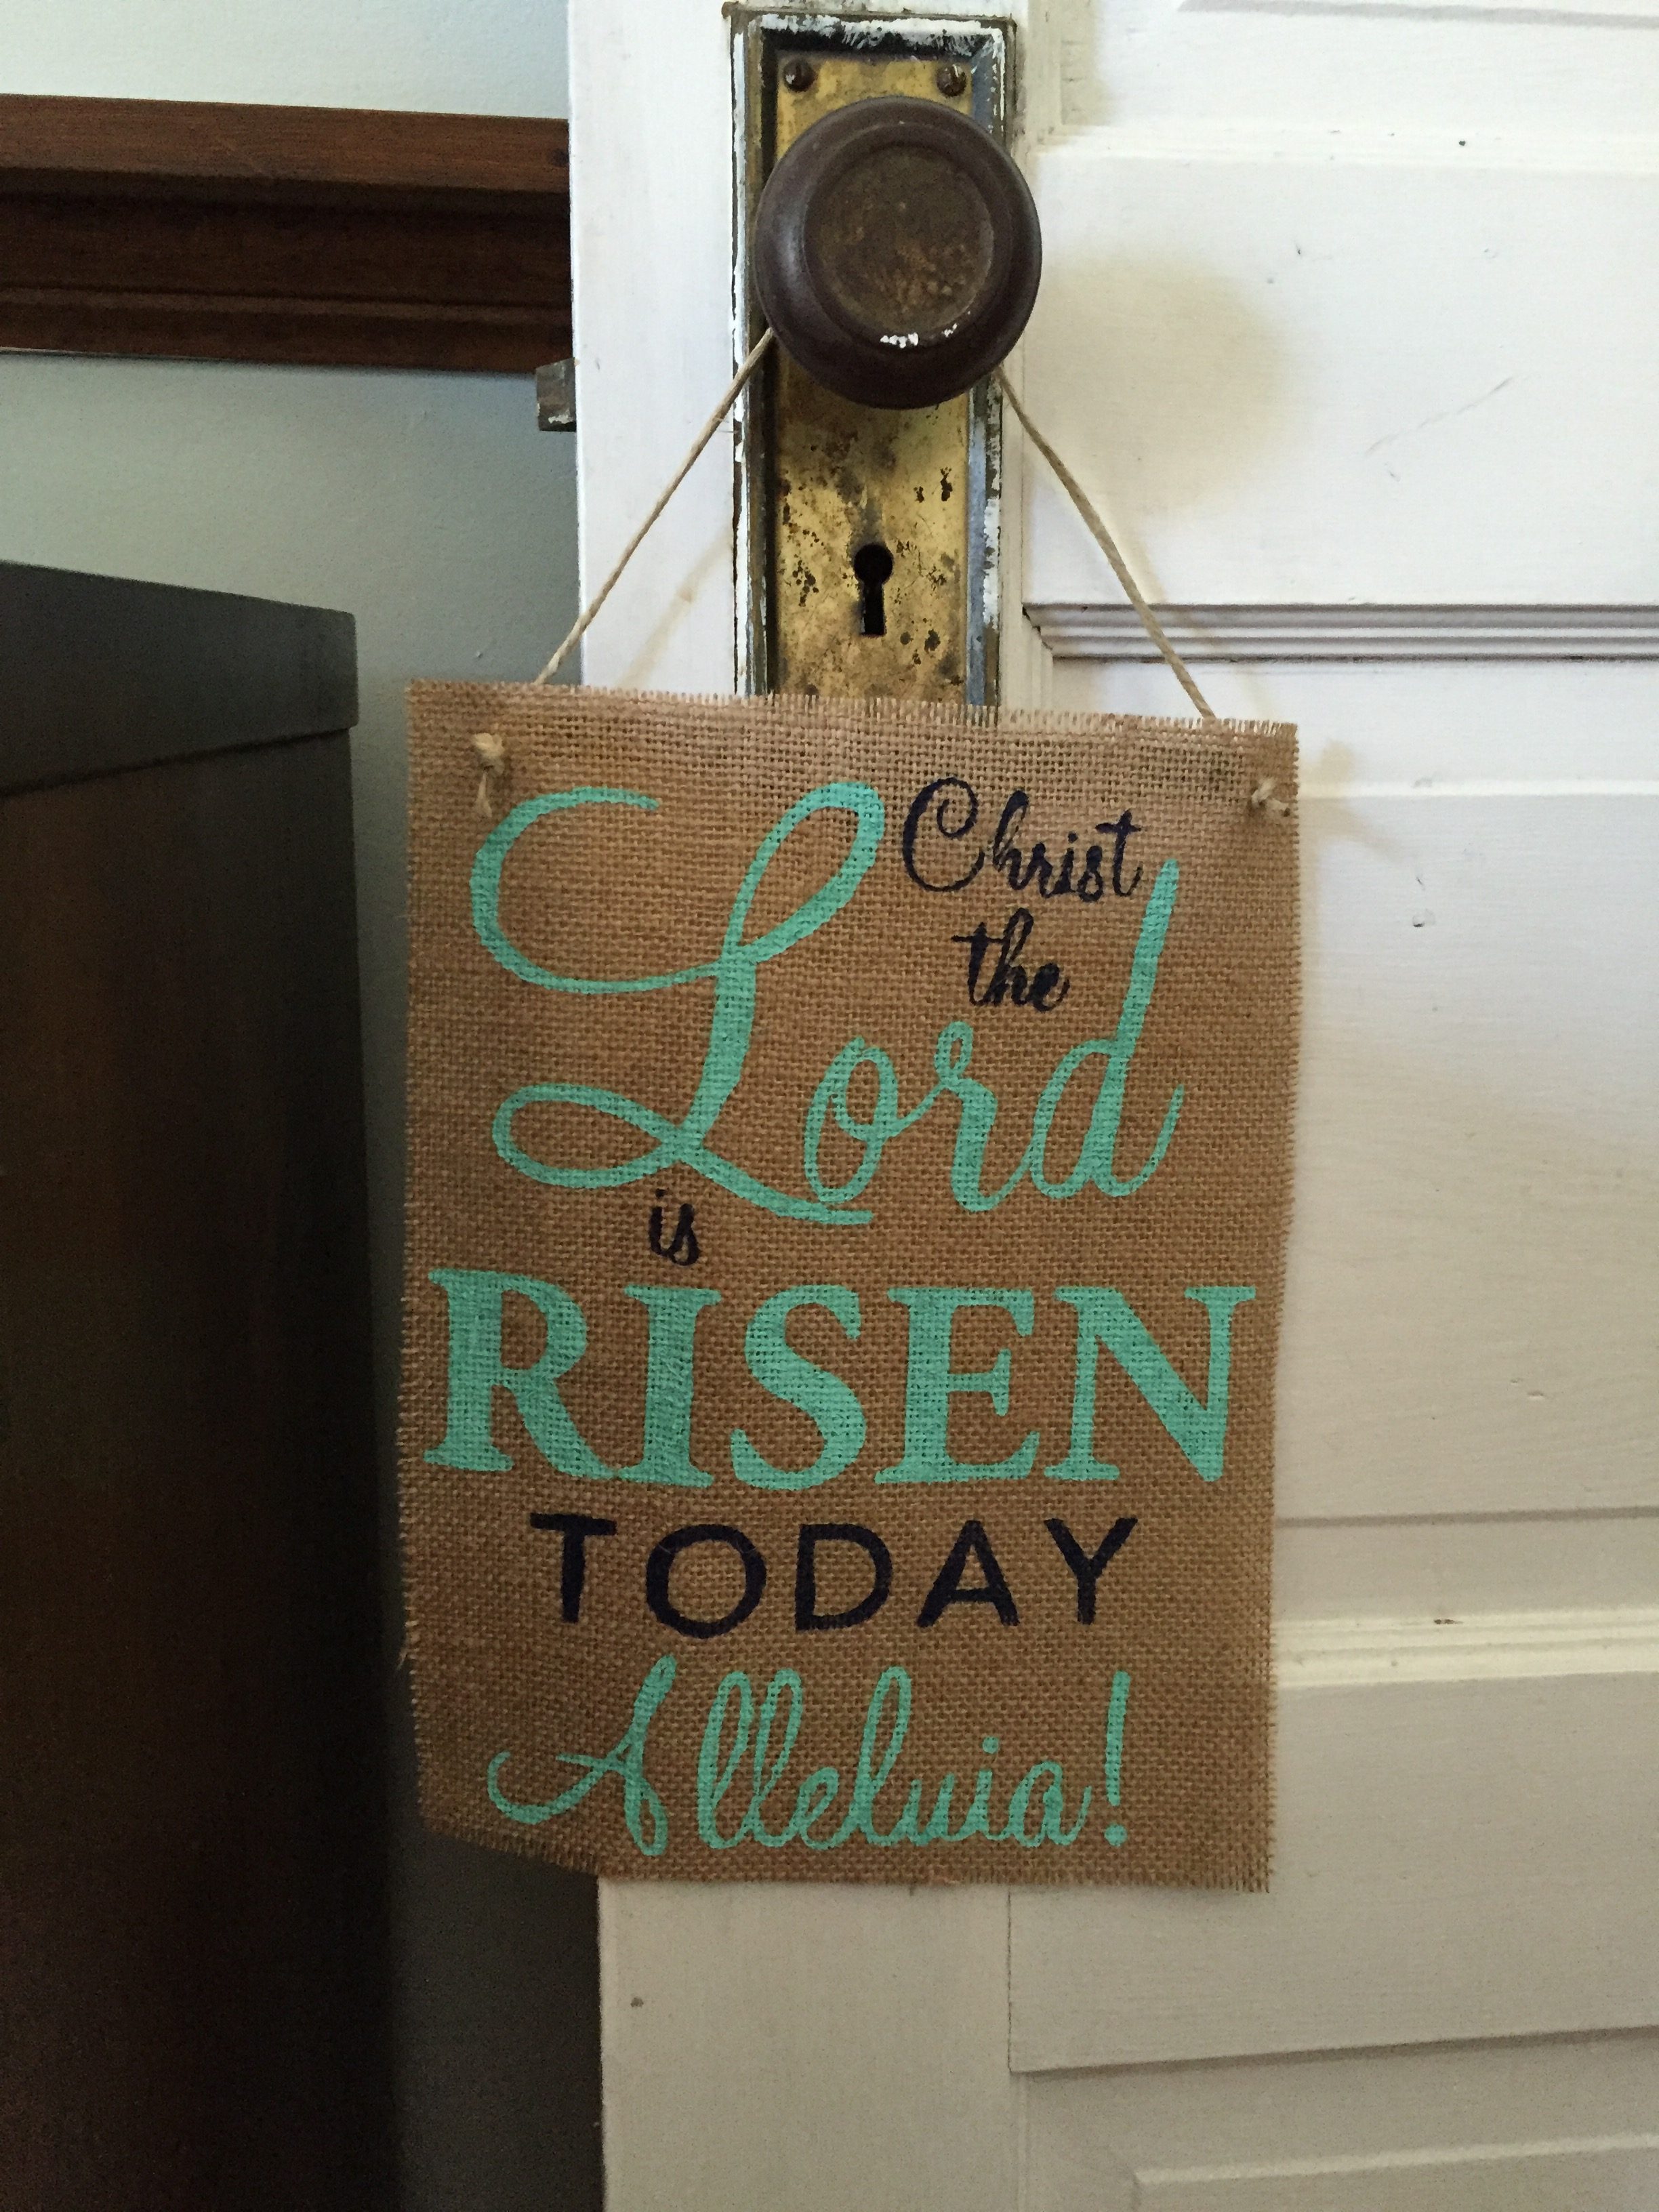 Christ
the
Lord
is
RISEN
TODAY
Alleluia!